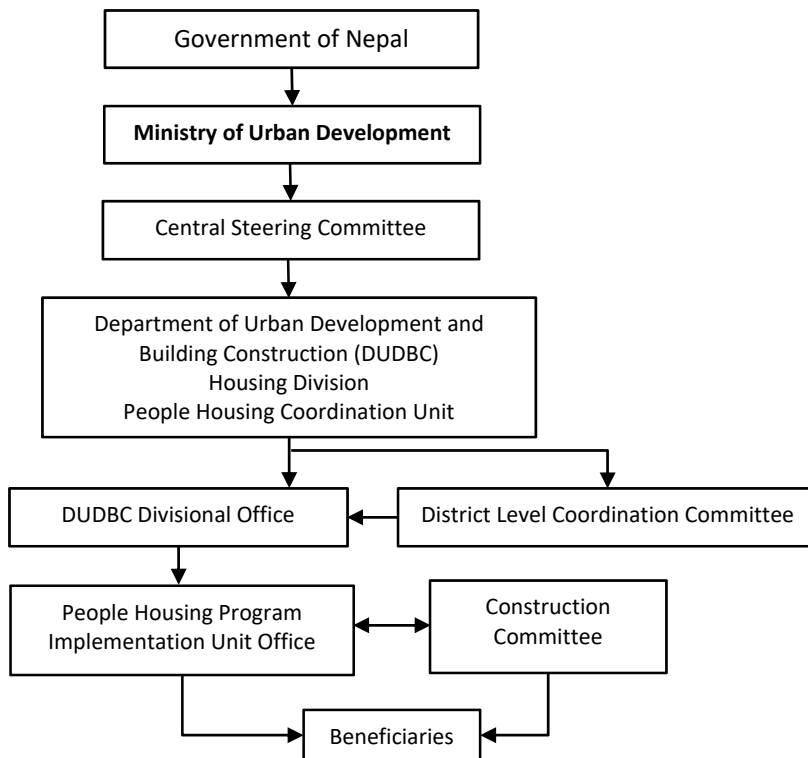 Government of Nepal
Ministry of Urban Development
Central Steering Committee
Department of Urban Development and
Building Construction (DUDBC)
Housing Division
People Housing Coordination Unit
DUDBC Divisional Office
District Level Coordination Committee
People Housing Program
Implementation Unit Office
Construction
Committee
Beneficiaries